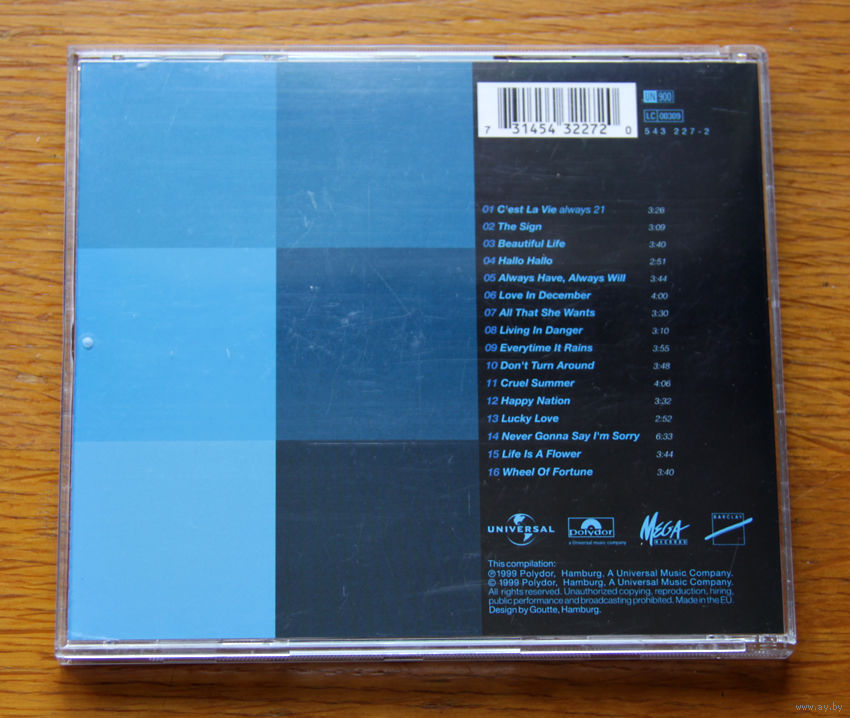 7 31454 32272 0
UN 900
LC 00309
543 227-2
01 C'est La Vie always 21 3:26
02 The Sign 3:09
03 Beautiful Life 3:40
04 Hallo Hallo 2:51
05 Always Have, Always Will 3:44
06 Love In December 4:00
07 All That She Wants 3:30
08 Living In Danger 3:10
09 Everytime It Rains 3:55
10 Don't Turn Around 3:48
11 Cruel Summer 4:06
12 Happy Nation 3:32
13 Lucky Love 2:52
14 Never Gonna Say I'm Sorry 6:33
15 Life Is A Flower 3:44
16 Wheel Of Fortune 3:40
UNIVERSAL
polydor
a Universal music company
MEGA
RECORDS
BARCLAY
This compilation:
℗1999 Polydor, Hamburg, A Universal Music Company.
© 1999 Polydor, Hamburg, A Universal Music Company.
All rights reserved. Unauthorized copying, reproduction, hiring,
public performance and broadcasting prohibited. Made in the EU.
Design by Goutte, Hamburg.
www.ay.by